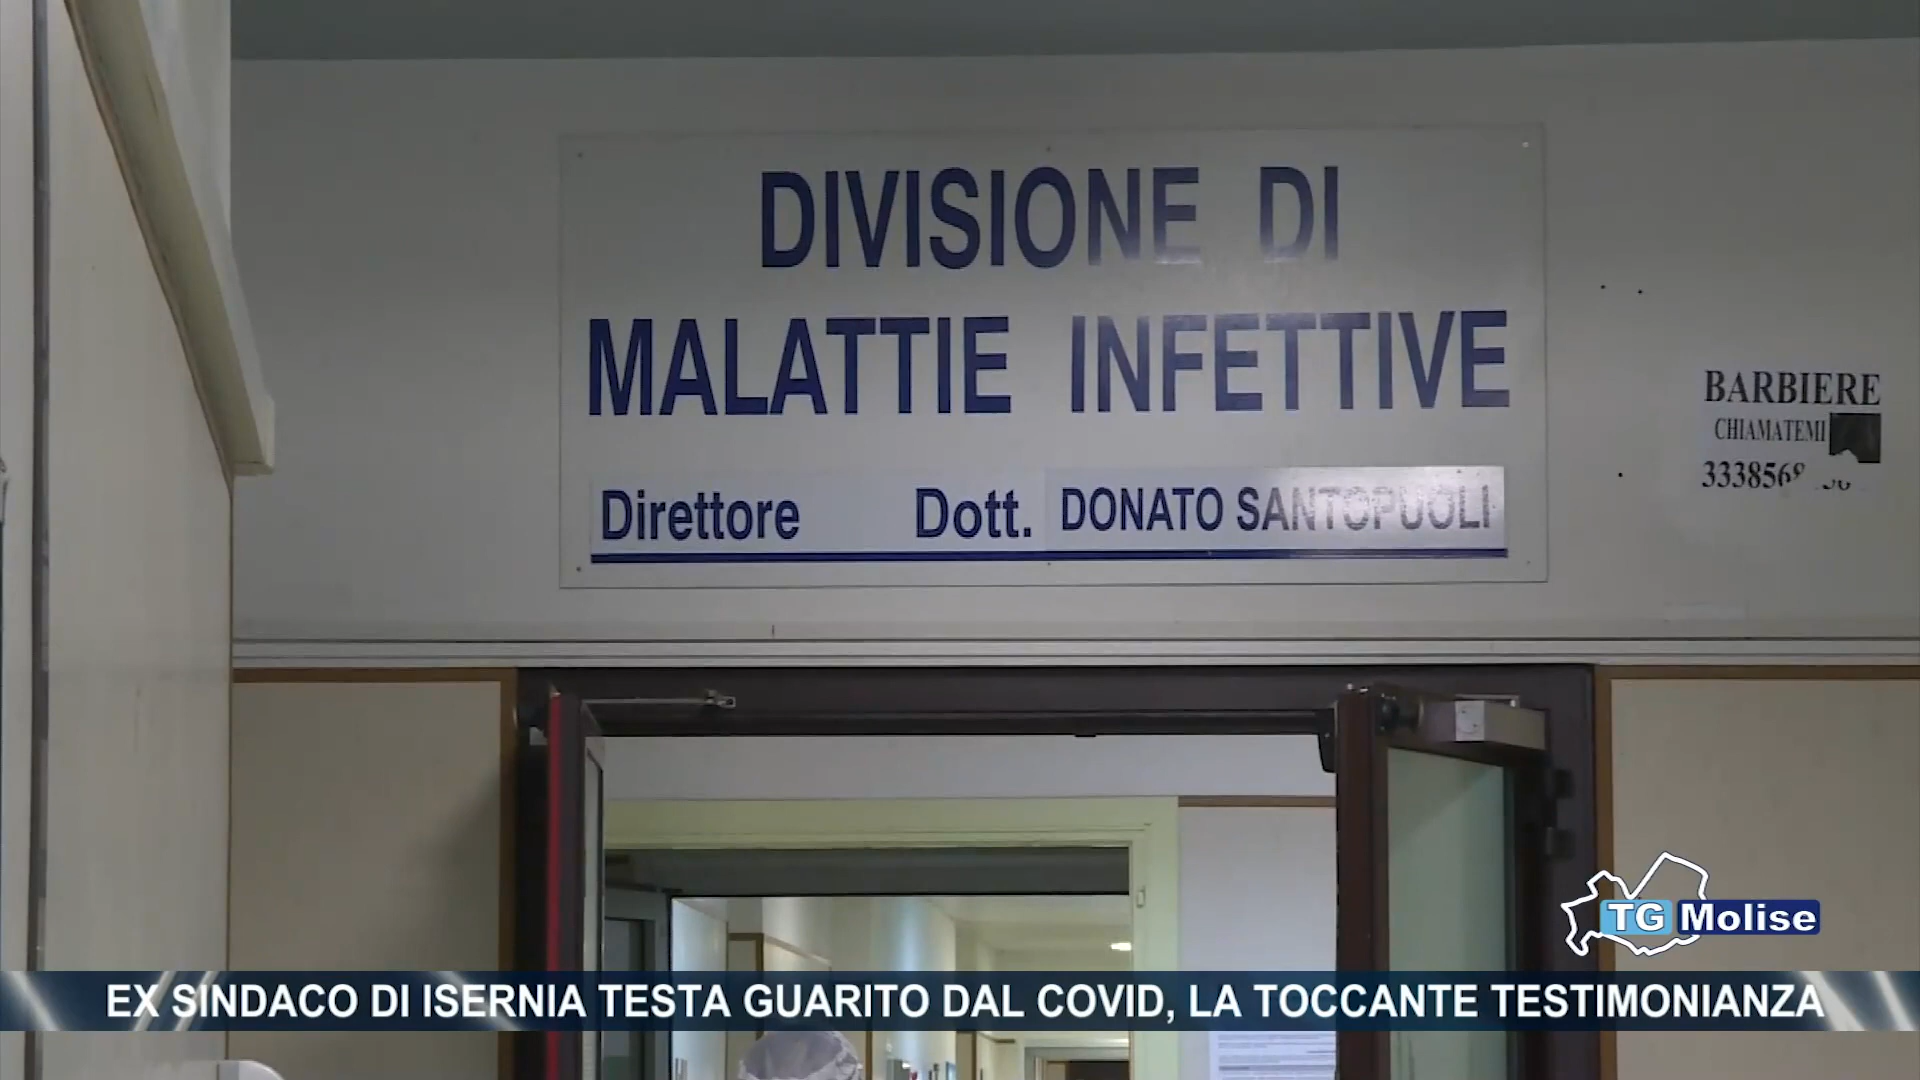 DIVISIONE DI
MALATTIE INFETTIVE
Direttore Dott. DONATO SANTOPUOLI
BARBIERE
CHIAMATEMI
TG Molise
EX SINDACO DI ISERNIA TESTA GUARITO DAL COVID, LA TOCCANTE TESTIMONIANZA